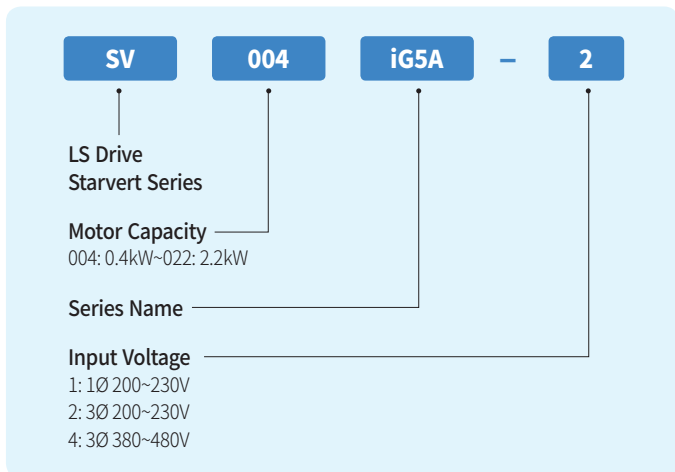 SV 004 iG5A – 2
LS Drive
Starvert Series
Motor Capacity
004: 0.4kW~022: 2.2kW
Series Name
Input Voltage
1: 1Ø 200~230V
2: 3Ø 200~230V
4: 3Ø 380~480V